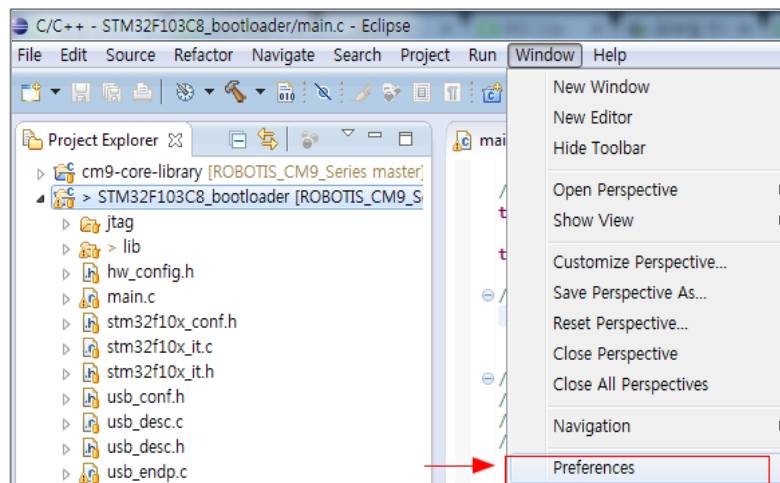 C/C++ - STM32F103C8_bootloader/main.c - Eclipse
File Edit Source Refactor Navigate Search Project Run Window Help
Project Explorer
cm9-core-library [ROBOTIS_CM9_Series master]
> STM32F103C8_bootloader [ROBOTIS_CM9_S
jtag
> lib
hw_config.h
main.c
stm32f10x_conf.h
stm32f10x_it.c
stm32f10x_it.h
usb_conf.h
usb_desc.c
usb_desc.h
usb_endp.c
mai
/
t
t
/
/
/
/
/
New Window
New Editor
Hide Toolbar
Open Perspective
Show View
Customize Perspective...
Save Perspective As...
Reset Perspective...
Close Perspective
Close All Perspectives
Navigation
Preferences